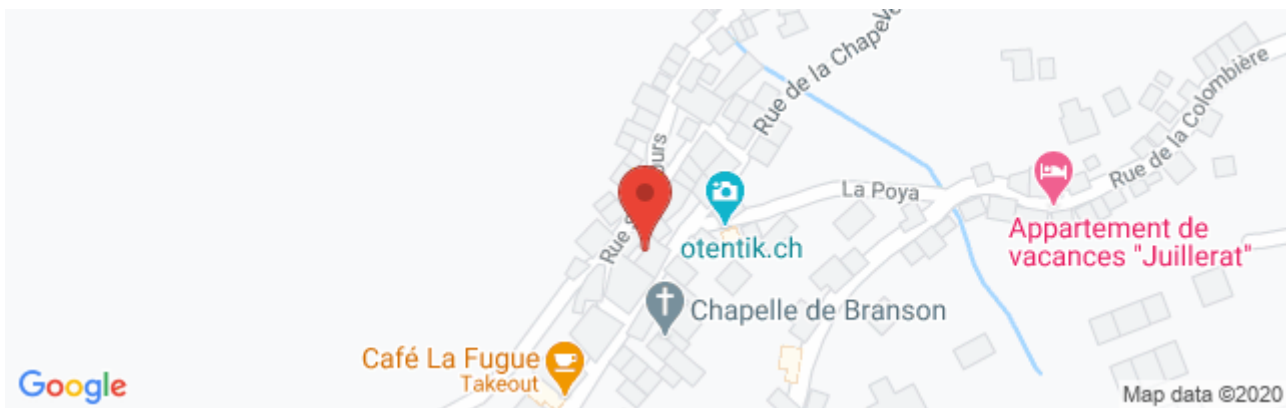 Rue de la Chape
Rue de la Colombière
La Poya
otentik.ch
Appartement de
vacances "Juillerat"
Chapelle de Branson
Café La Fugue
Takeout
Google
Map data ©2020